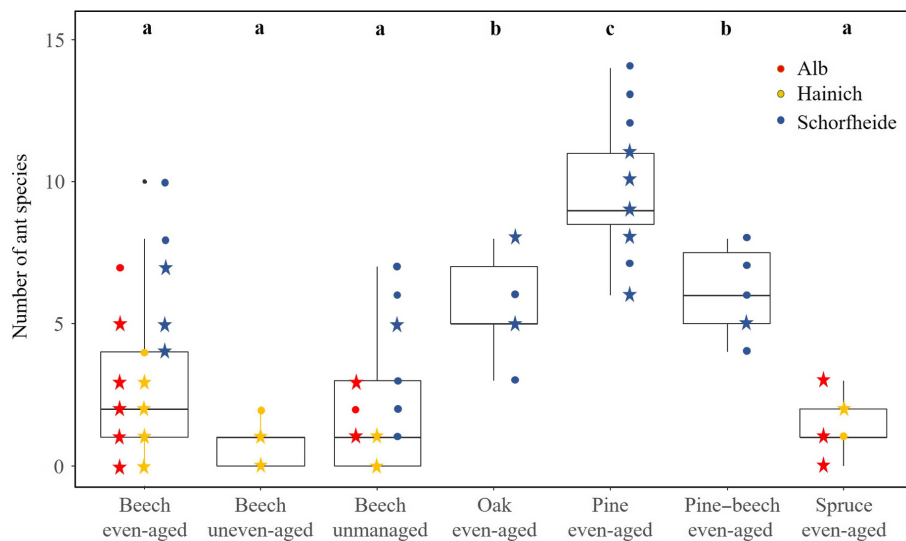 a a a b c b a
15
10
5
0
Number of ant species
Alb
Hainich
Schorfheide
Beech Beech Beech Oak Pine Pine–beech Spruce
even-aged uneven-aged unmanaged even-aged even-aged even-aged even-aged